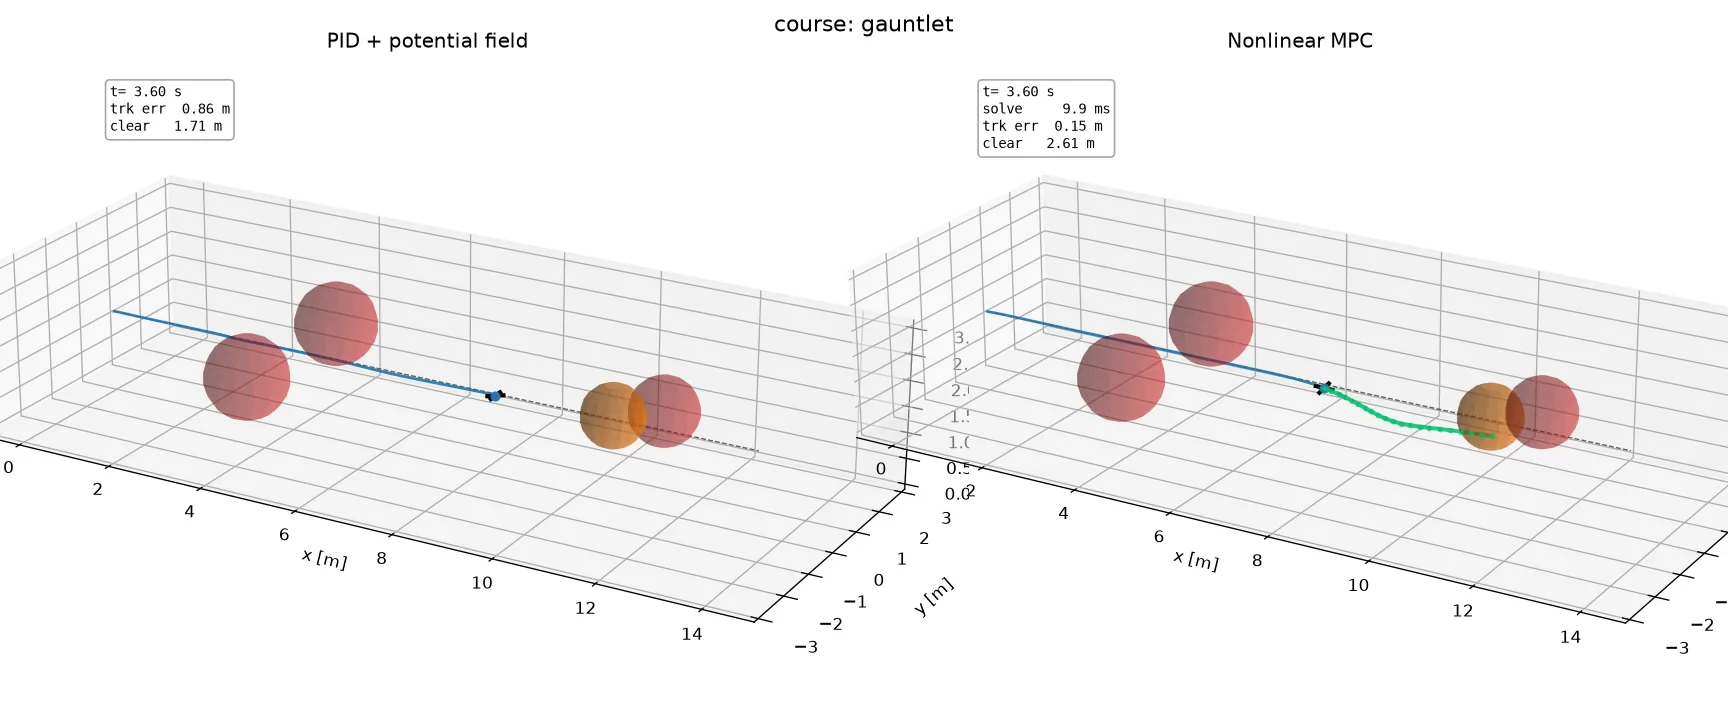 course: gauntlet
PID + potential field
t= 3.60 s
trk err 0.86 m
clear 1.71 m
0
2
4
6
8
10
12
14
x [m]
−3
−2
−1
0
1
2
3
y [m]
Nonlinear MPC
t= 3.60 s
solve 9.9 ms
trk err 0.15 m
clear 2.61 m
0.0
0.5
1.0
0
2
4
6
8
10
12
14
x [m]
−3
−2